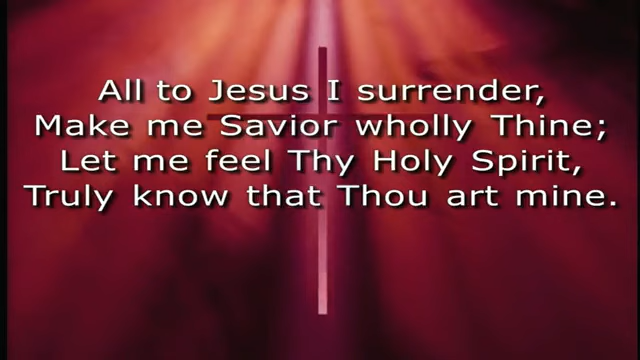 All to Jesus I surrender,
Make me Savior wholly Thine;
Let me feel Thy Holy Spirit,
Truly know that Thou art mine.